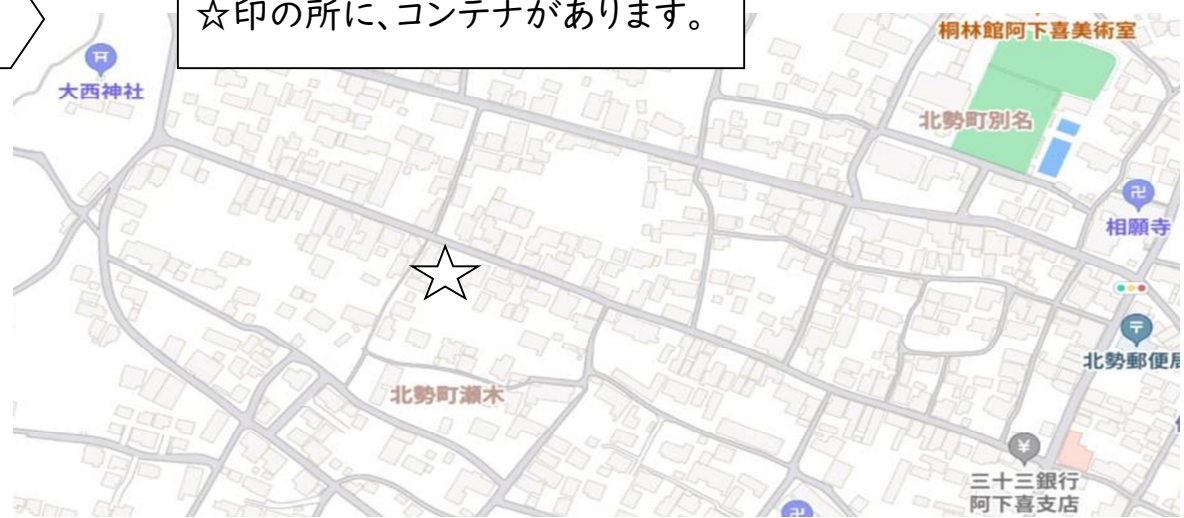 ☆印の所に、コンテナがあります。
桐林館阿下喜美術室
大西神社
北勢町別名
相願寺
北勢郵便局
北勢町瀬木
三十三銀行
阿下喜支店